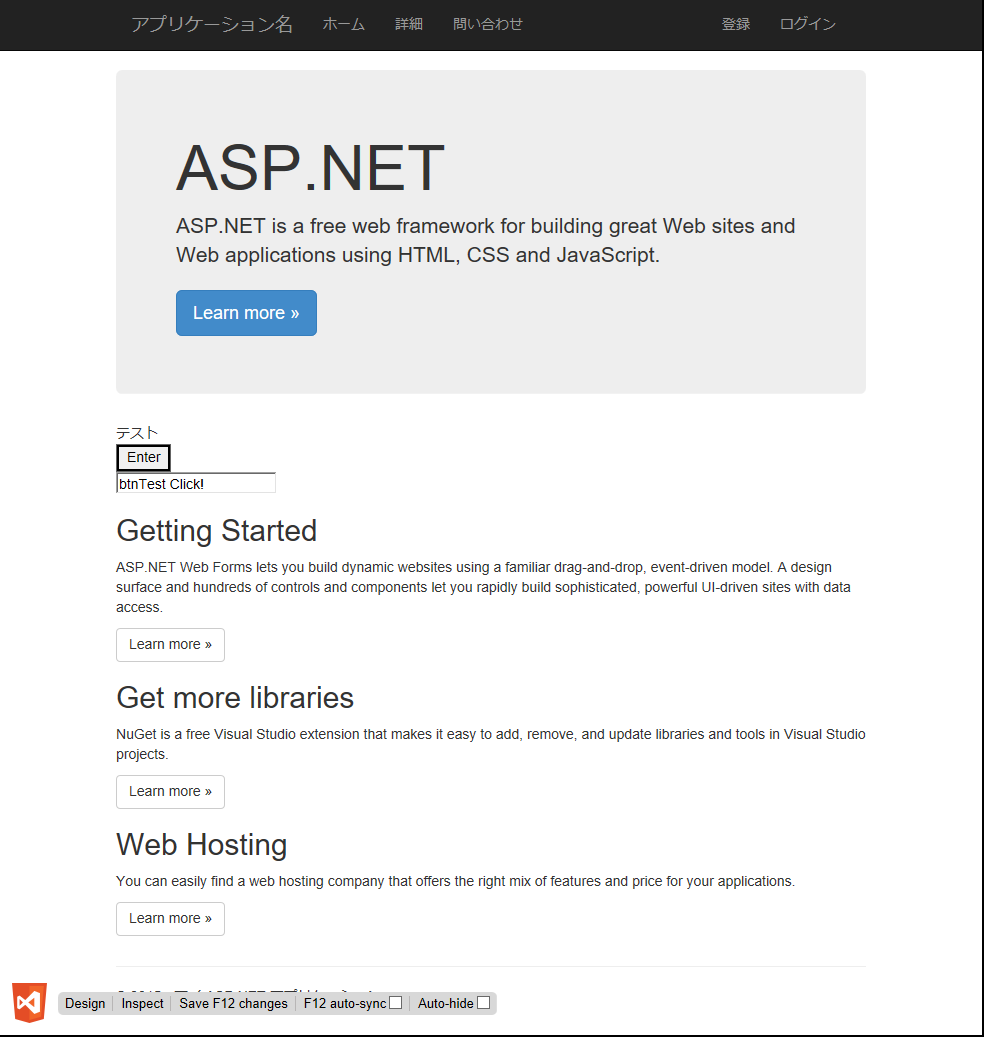 アプリケーション名 ホーム 詳細 問い合わせ 登録 ログイン
ASP.NET
ASP.NET is a free web framework for building great Web sites and
Web applications using HTML, CSS and JavaScript.
Learn more »
テスト
Enter
btnTest Click!
Getting Started
ASP.NET Web Forms lets you build dynamic websites using a familiar drag-and-drop, event-driven model. A design
surface and hundreds of controls and components let you rapidly build sophisticated, powerful UI-driven sites with data
access.
Learn more »
Get more libraries
NuGet is a free Visual Studio extension that makes it easy to add, remove, and update libraries and tools in Visual Studio
projects.
Learn more »
Web Hosting
You can easily find a web hosting company that offers the right mix of features and price for your applications.
Learn more »
Design Inspect Save F12 changes F12 auto-sync Auto-hide